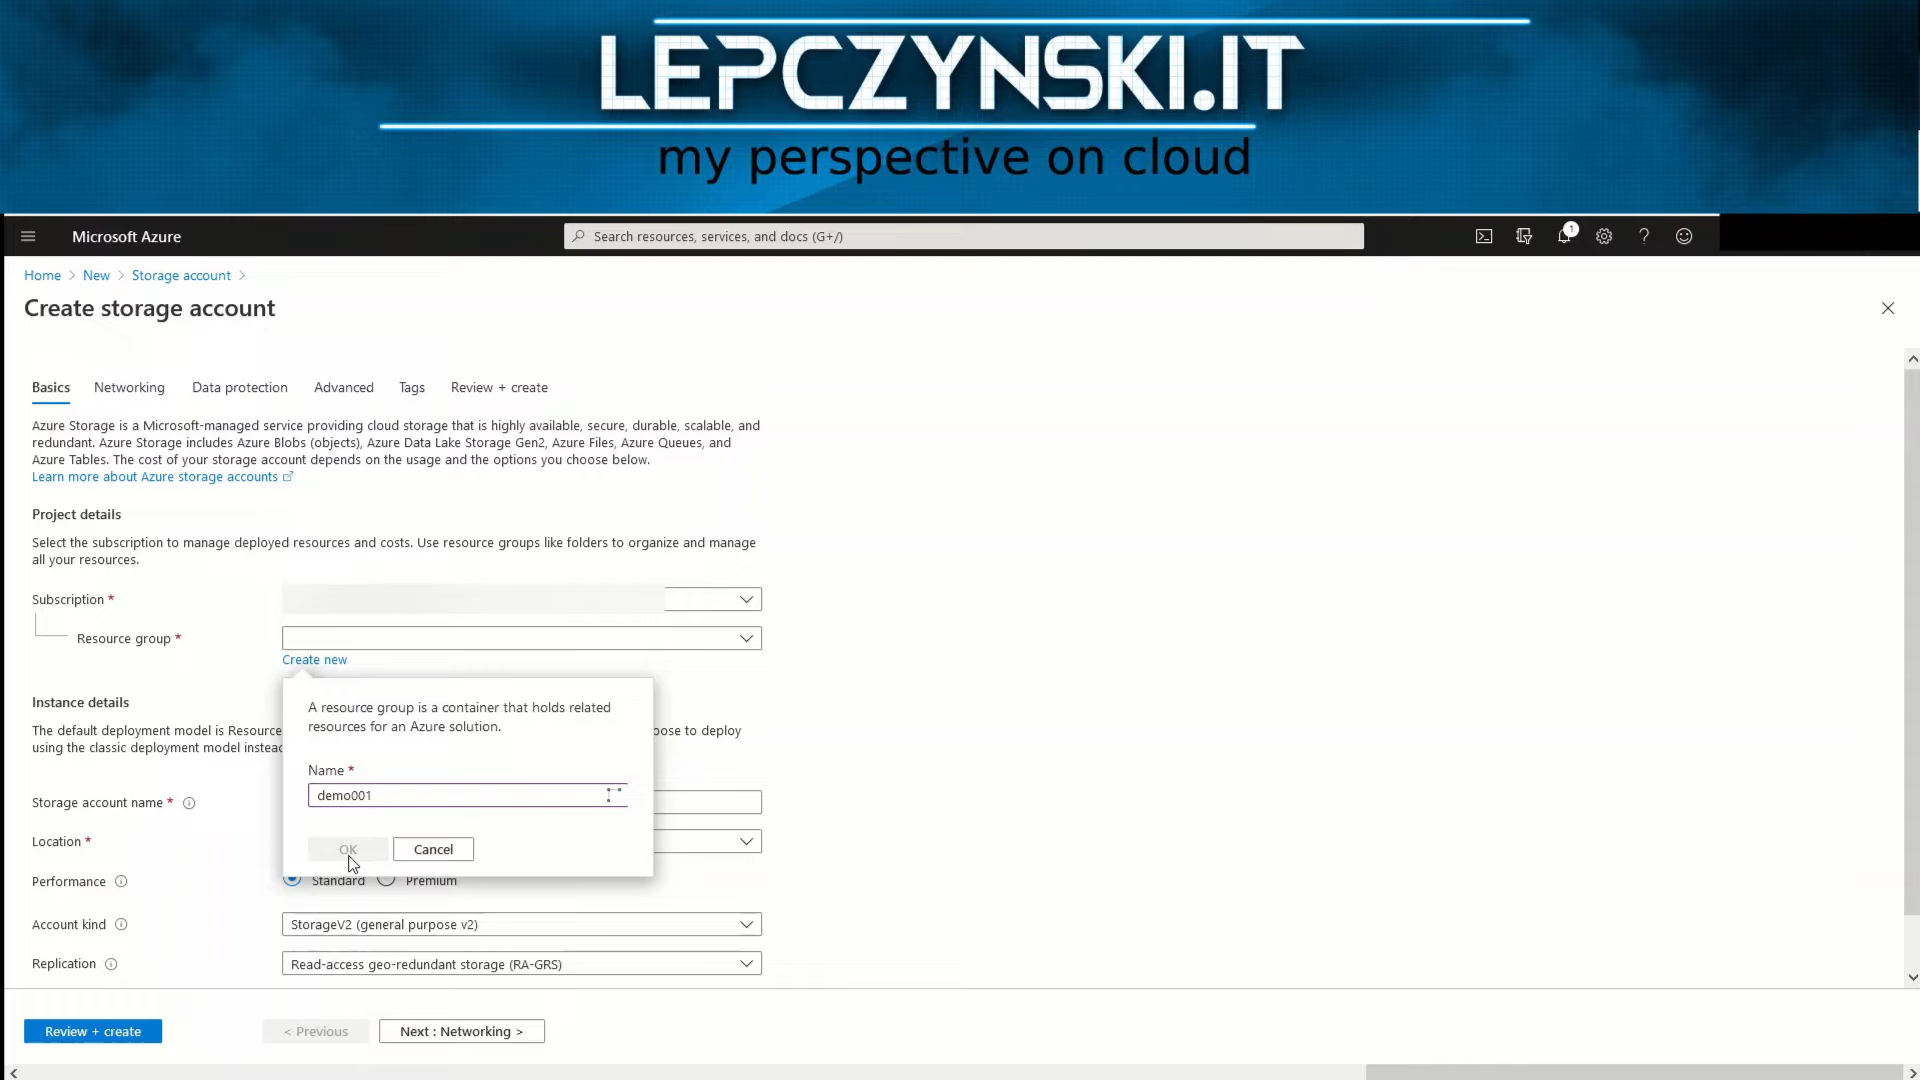 LEPCZYNSKI.IT
my perspective on cloud
Microsoft Azure
Search resources, services, and docs (G+/)
1
Home > New > Storage account >
Create storage account
Basics Networking Data protection Advanced Tags Review + create
Azure Storage is a Microsoft-managed service providing cloud storage that is highly available, secure, durable, scalable, and
redundant. Azure Storage includes Azure Blobs (objects), Azure Data Lake Storage Gen2, Azure Files, Azure Queues, and
Azure Tables. The cost of your storage account depends on the usage and the options you choose below.
Learn more about Azure storage accounts
Project details
Select the subscription to manage deployed resources and costs. Use resource groups like folders to organize and manage
all your resources.
Subscription *
Resource group *
Create new
A resource group is a container that holds related
resources for an Azure solution.
Name *
demo001
OK Cancel
Instance details
The default deployment model is Resource
to deploy
using the classic deployment model
Storage account name *
Location *
Performance
Standard Premium
Account kind
StorageV2 (general purpose v2)
Replication
Read-access geo-redundant storage (RA-GRS)
Review + create
< Previous
Next : Networking >